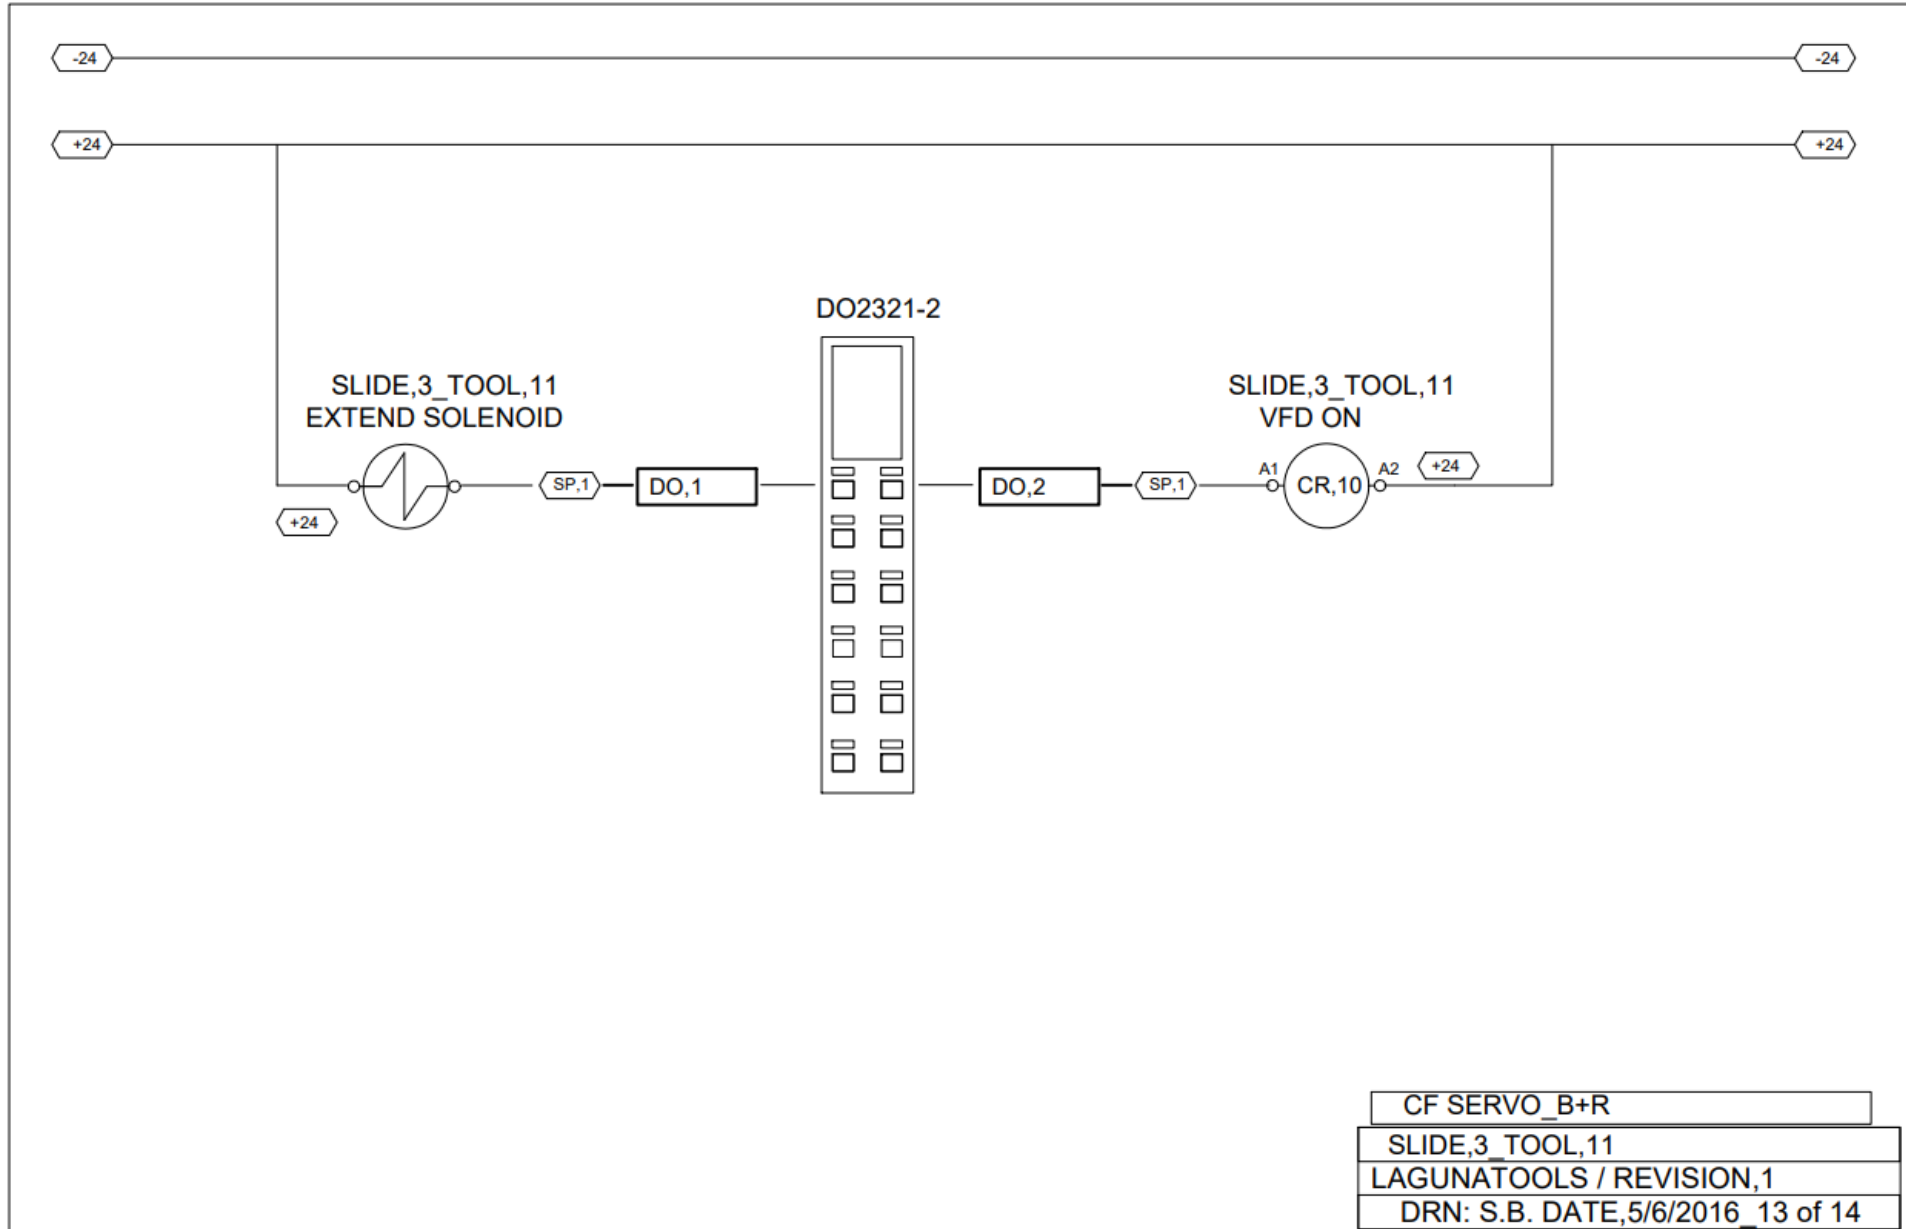 -24
-24
+24
+24
DO2321-2
SLIDE,3_TOOL,11
EXTEND SOLENOID
SLIDE,3_TOOL,11
VFD ON
+24
SP,1
DO,1
DO,2
SP,1
A1
CR,10
A2
+24
CF SERVO_B+R
SLIDE,3_TOOL,11
LAGUNATOOLS / REVISION,1
DRN: S.B. DATE,5/6/2016_13 of 14